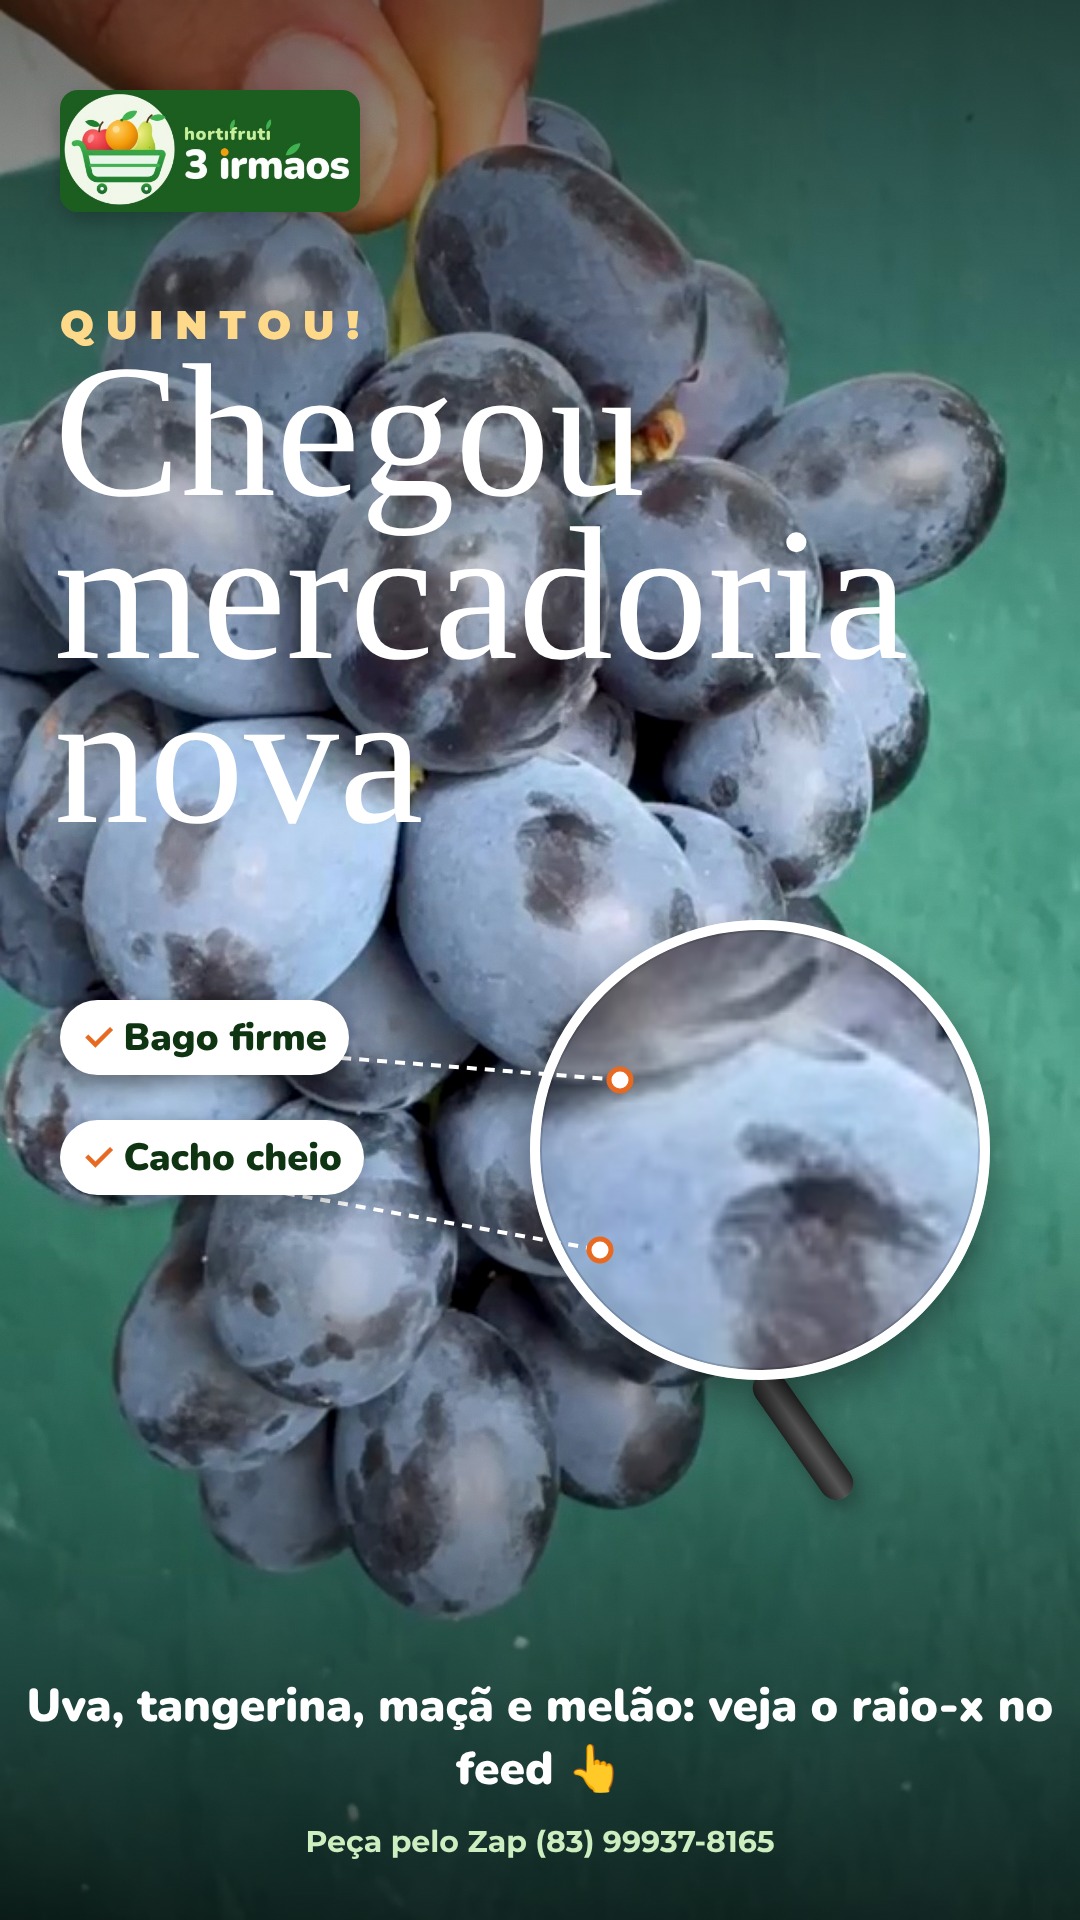 hortifruti
3 irmãos
QUINTOU!
Chegou
mercadoria
nova
✓ Bago firme
✓ Cacho cheio
Uva, tangerina, maçã e melão: veja o raio-x no
feed 👆
Peça pelo Zap (83) 99937-8165